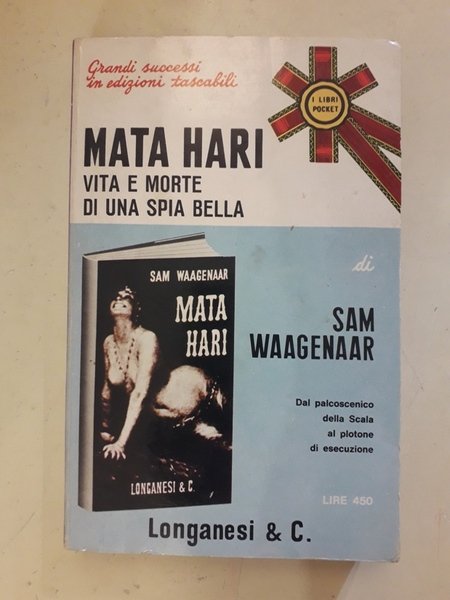 Grandi successi
in edizioni tascabili
I LIBRI
POCKET
MATA HARI
VITA E MORTE
DI UNA SPIA BELLA
di
SAM
WAAGENAAR
SAM WAAGENAAR
MATA
HARI
LONGANESI & C.
Dal palcoscenico
della Scala
al plotone
di esecuzione
LIRE 450
Longanesi & C.